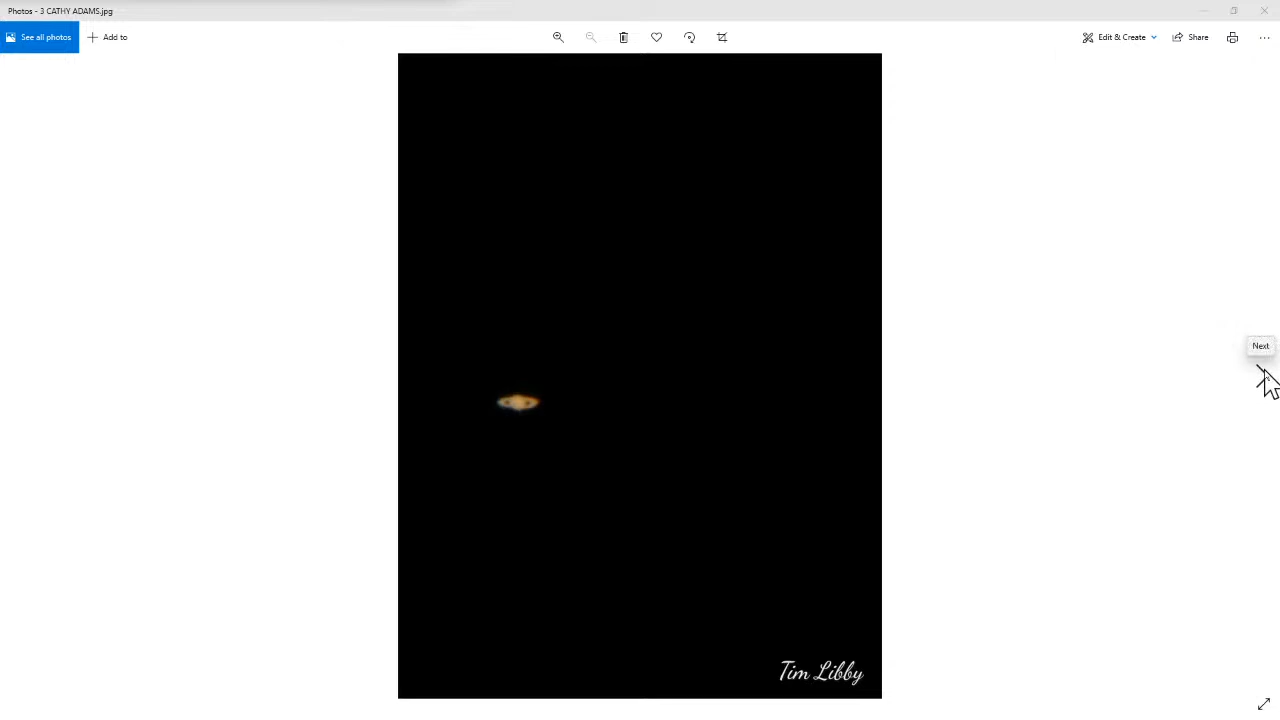 Photos - 3 CATHY ADAMS.jpg
See all photos
Add to
Edit & Create
Share
Next
Tim Libby